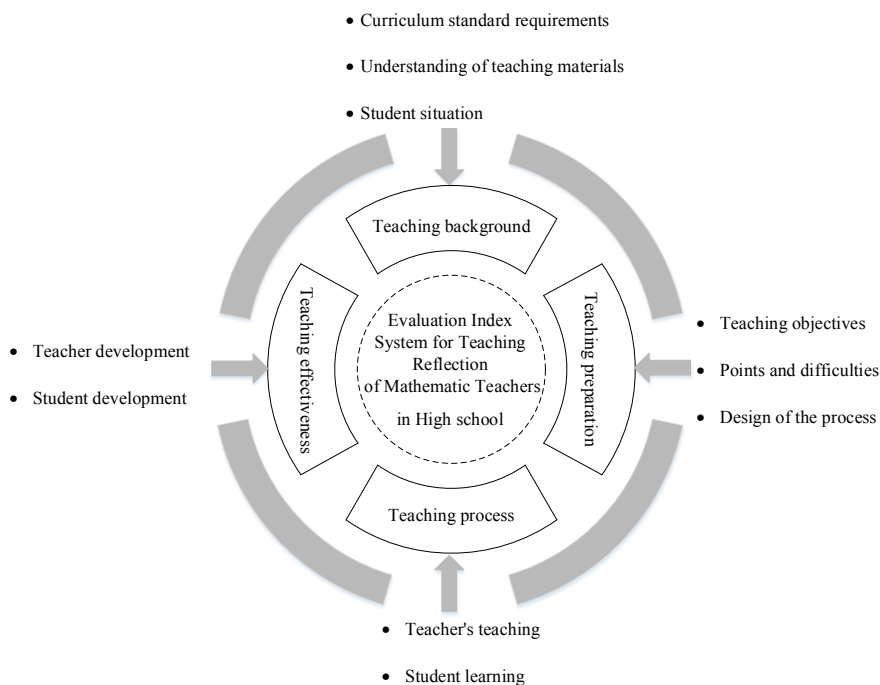 • Curriculum standard requirements
• Understanding of teaching materials
• Student situation
Teaching background
Teaching effectiveness
Evaluation Index
System for Teaching
Reflection
of Mathematic Teachers
in High school
Teaching preparation
• Teacher development
• Student development
• Teaching objectives
• Points and difficulties
• Design of the process
Teaching process
• Teacher's teaching
• Student learning